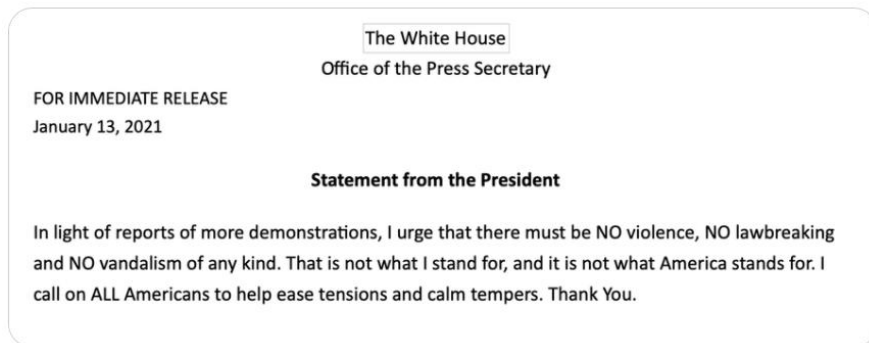 The White House
Office of the Press Secretary
FOR IMMEDIATE RELEASE
January 13, 2021
Statement from the President
In light of reports of more demonstrations, I urge that there must be NO violence, NO lawbreaking
and NO vandalism of any kind. That is not what I stand for, and it is not what America stands for. I
call on ALL Americans to help ease tensions and calm tempers. Thank You.